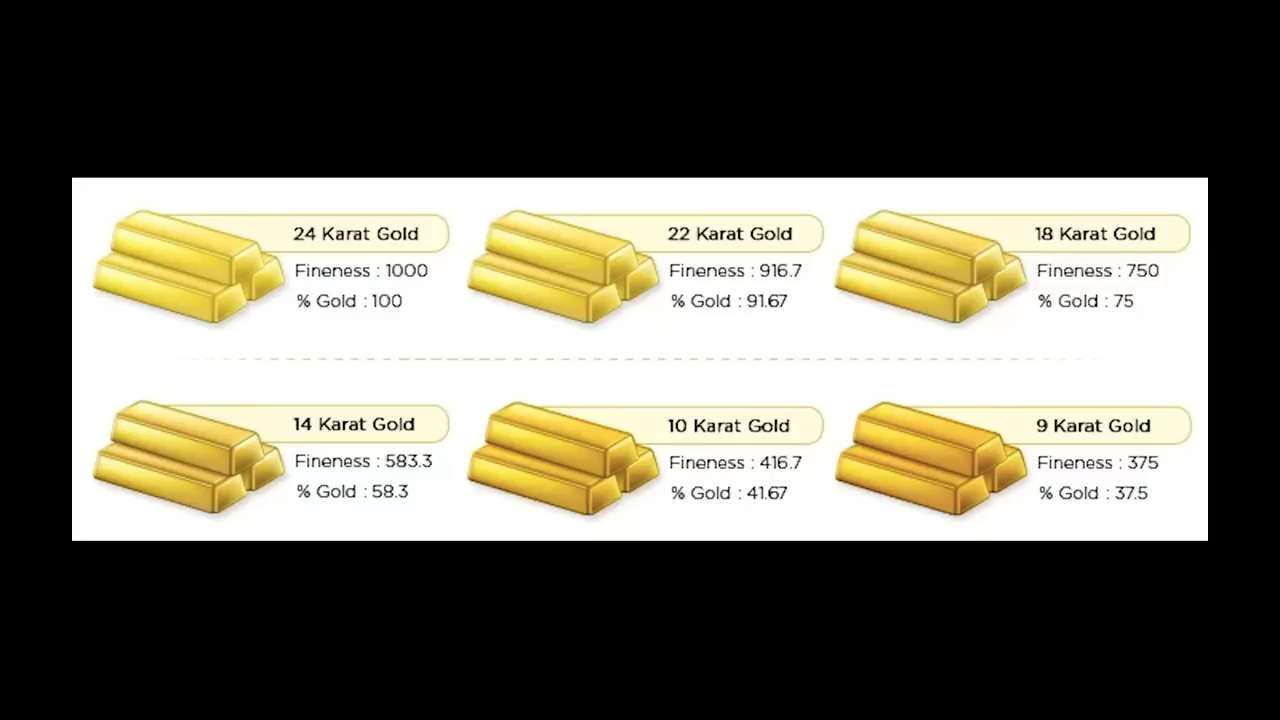 24 Karat Gold
Fineness : 1000
% Gold : 100
22 Karat Gold
Fineness : 916.7
% Gold : 91.67
18 Karat Gold
Fineness : 750
% Gold : 75
14 Karat Gold
Fineness : 583.3
% Gold : 58.3
10 Karat Gold
Fineness : 416.7
% Gold : 41.67
9 Karat Gold
Fineness : 375
% Gold : 37.5